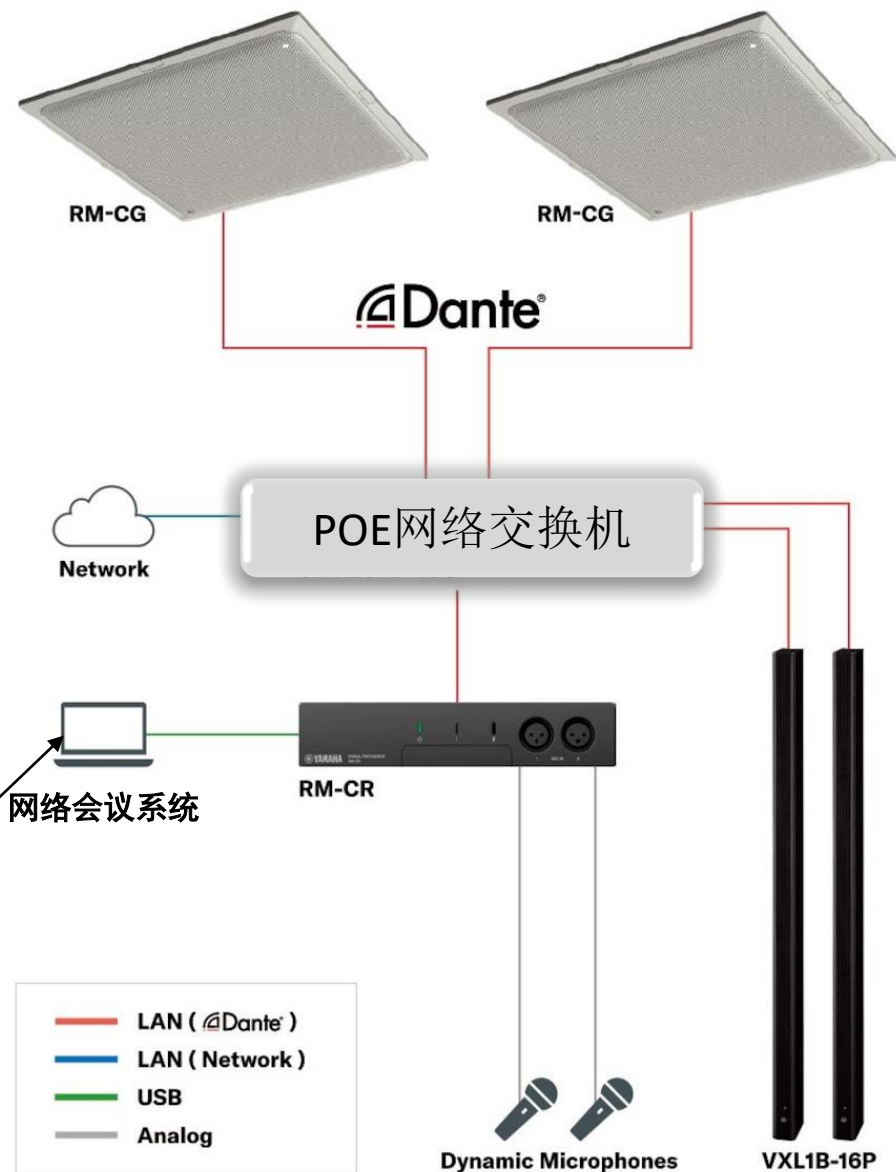 RM-CG
RM-CG
Dante®
POE网络交换机
Network
YAMAHA
RM-CR
网络会议系统
LAN ( Dante® )
LAN ( Network )
USB
Analog
Dynamic Microphones
VXL1B-16P